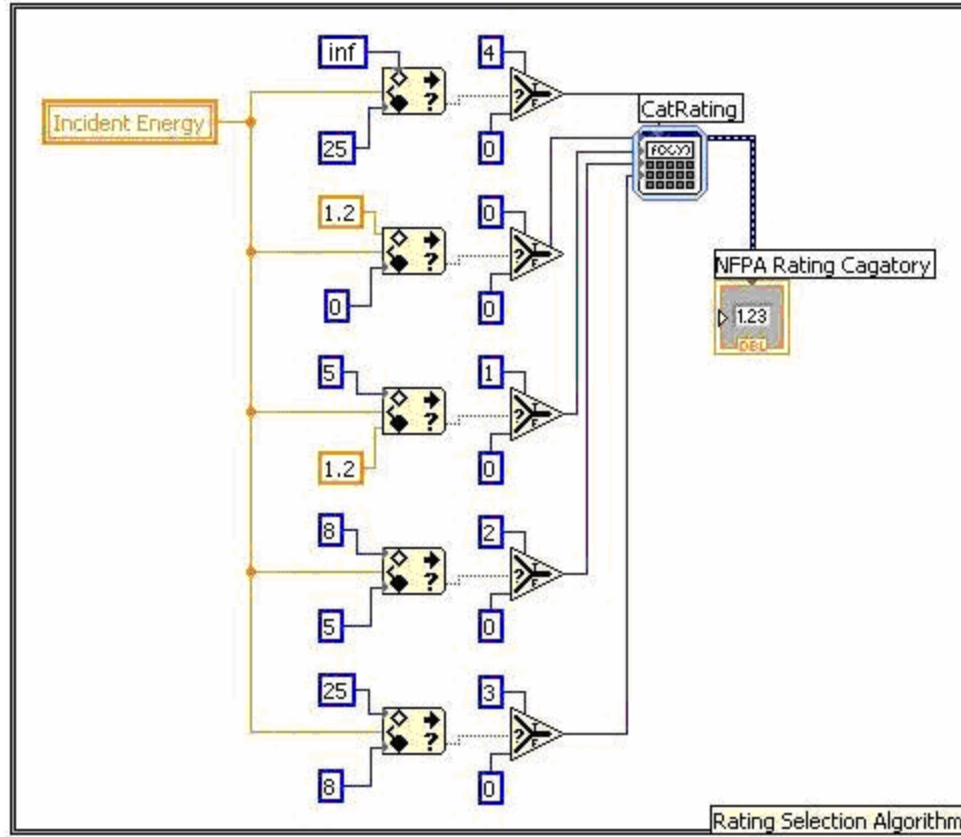 inf
4
CatRating
Incident Energy
f(X,Y)
25
0
1.2
0
NFPA Rating Cagatory
0
0
1.23
DBL
5
1
1.2
0
8
2
5
0
25
3
8
0
Rating Selection Algorithm